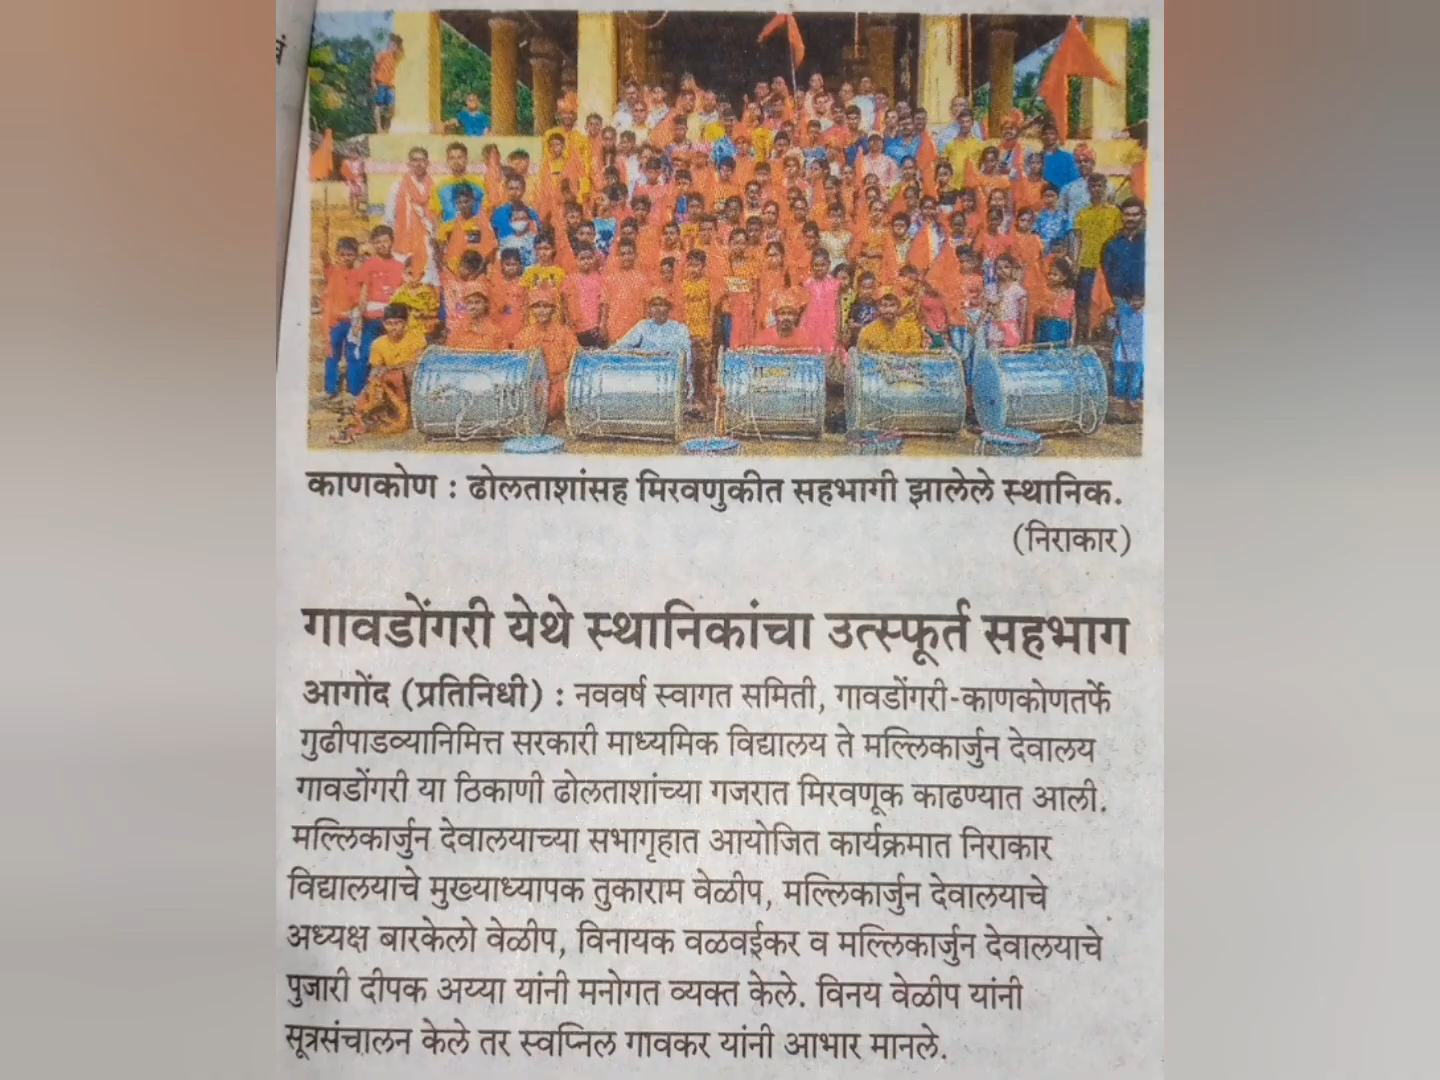 काणकोण : ढोलताशांसह मिरवणुकीत सहभागी झालेले स्थानिक.
(निराकार)
गावडोंगरी येथे स्थानिकांचा उत्स्फूर्त सहभाग
आगोंद (प्रतिनिधी) : नववर्ष स्वागत समिती, गावडोंगरी-काणकोणतर्फे
गुढीपाडव्यानिमित्त सरकारी माध्यमिक विद्यालय ते मल्लिकार्जुन देवालय
गावडोंगरी या ठिकाणी ढोलताशांच्या गजरात मिरवणूक काढण्यात आली.
मल्लिकार्जुन देवालयाच्या सभागृहात आयोजित कार्यक्रमात निराकार
विद्यालयाचे मुख्याध्यापक तुकाराम वेळीप, मल्लिकार्जुन देवालयाचे
अध्यक्ष बारकेलो वेळीप, विनायक वळवईकर व मल्लिकार्जुन देवालयाचे
पुजारी दीपक अय्या यांनी मनोगत व्यक्त केले. विनय वेळीप यांनी
सूत्रसंचालन केले तर स्वप्निल गावकर यांनी आभार मानले.